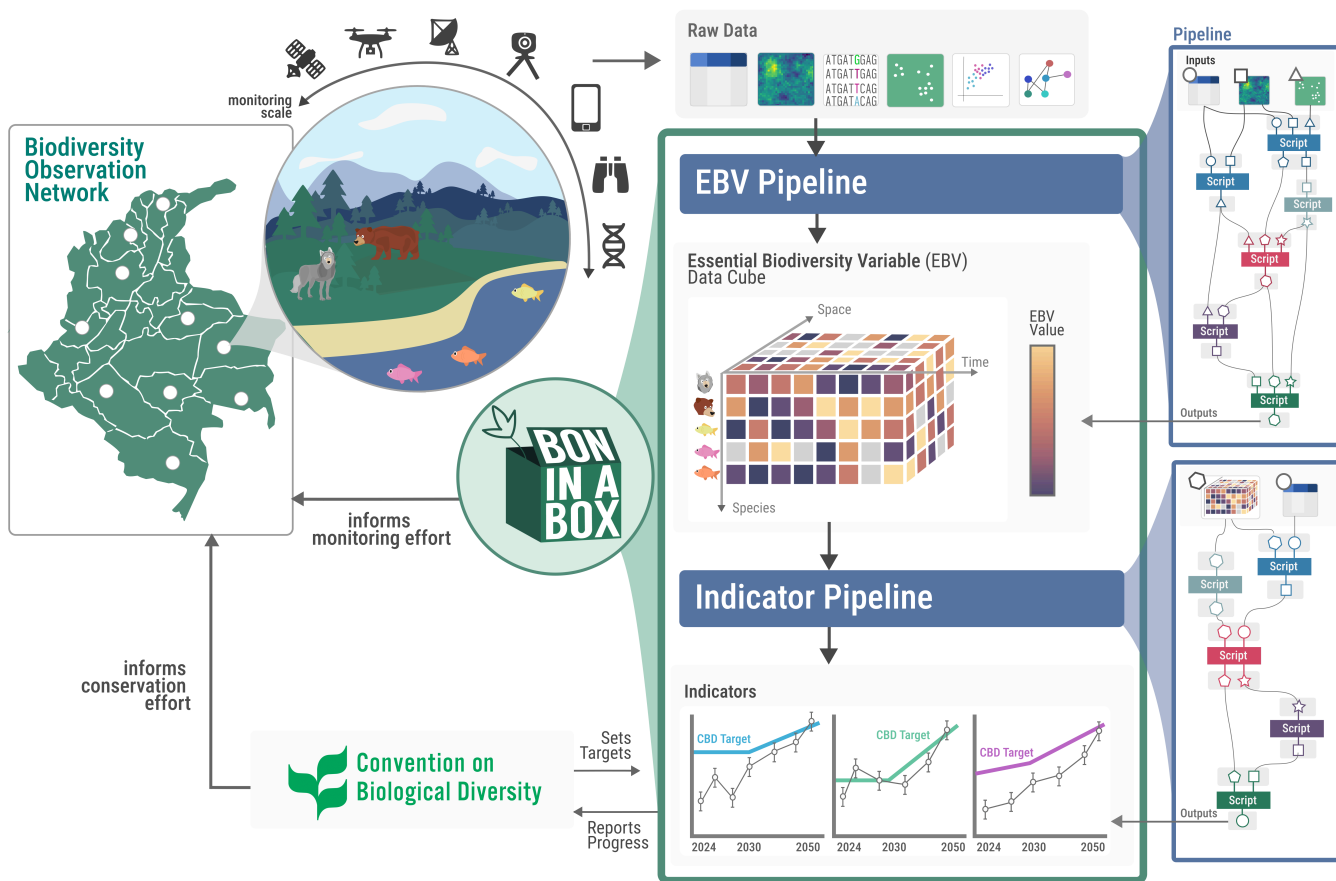 Raw Data
ATGATGGAG
ATGATTGAG
ATGATTCAG
ATGATACAG
Pipeline
Inputs
Script
Script
Script
Script
Script
Script
Outputs
monitoring
scale
Biodiversity
Observation
Network
EBV Pipeline
Essential Biodiversity Variable (EBV)
Data Cube
Space
Time
Species
EBV
Value
BON
IN A
BOX
informs
monitoring effort
Indicator Pipeline
Script
Script
Script
Script
Script
Outputs
informs
conservation
effort
Convention on
Biological Diversity
Sets
Targets
Reports
Progress
Indicators
CBD Target
2024 2030 2050
CBD Target
2024 2030 2050
CBD Target
2024 2030 2050